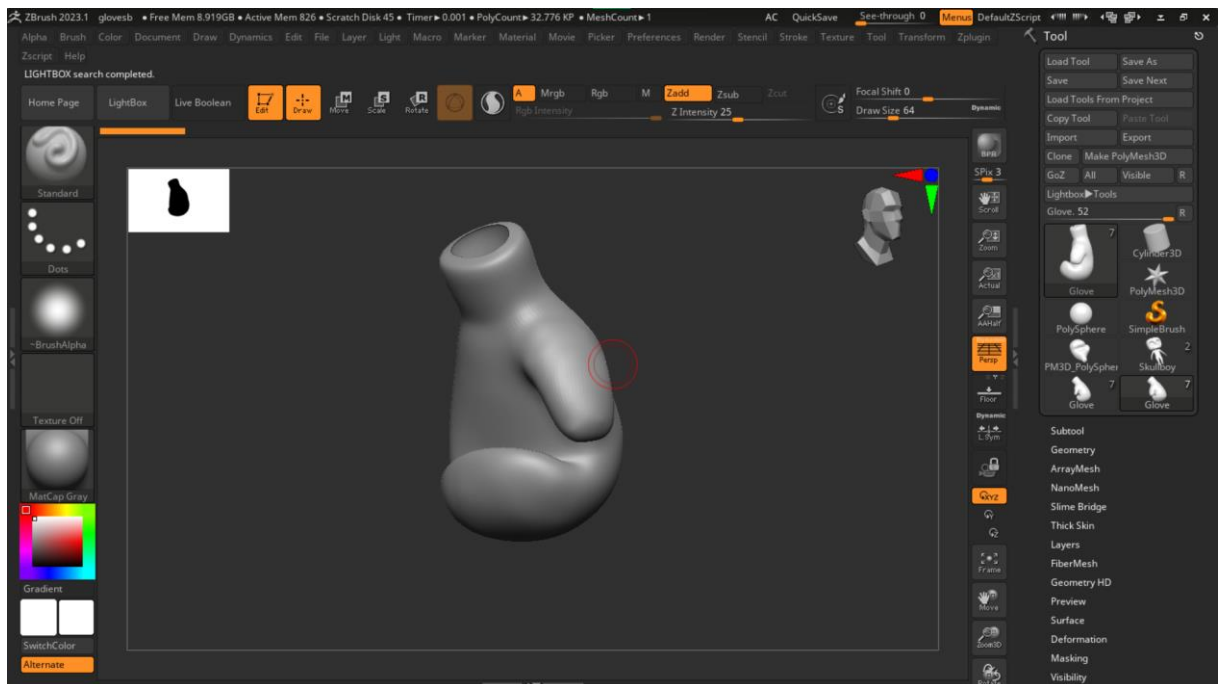 ZBrush 2023.1 glovesb • Free Mem 8.919GB • Active Mem 826 • Scratch Disk 45 • Timer▶0.001 • PolyCount▶32.776 KP • MeshCount▶1 AC QuickSave See-through 0 Menus DefaultZScript
Alpha Brush Color Document Draw Dynamics Edit File Layer Light Macro Marker Material Movie Picker Preferences Render Stencil Stroke Texture Tool Transform Zplugin
Zscript Help
LIGHTBOX search completed.
Home Page LightBox Live Boolean Edit Draw Move Scale Rotate
A Mrgb Rgb M Zadd Zsub Zcut
Rgb Intensity Z Intensity 25
S Focal Shift 0
Draw Size 64 Dynamic
Standard
Dots
~BrushAlpha
Texture Off
MatCap Gray
Gradient
SwitchColor
Alternate
BPR
SPix 3
Scroll
Zoom
Actual
AAHalf
Persp
Floor
Dynamic
L.Sym
XYZ
Y
Z
Frame
Move
Zoom3D
Rotate
Tool
Load Tool Save As
Save Save Next
Load Tools From Project
Copy Tool Paste Tool
Import Export
Clone Make PolyMesh3D
GoZ All Visible R
Lightbox▶Tools
Glove. 52 R
7
Glove
Cylinder3D
PolyMesh3D
PolySphere SimpleBrush
2
PM3D_PolySpher Skullboy
7 7
Glove Glove
Subtool
Geometry
ArrayMesh
NanoMesh
Slime Bridge
Thick Skin
Layers
FiberMesh
Geometry HD
Preview
Surface
Deformation
Masking
Visibility